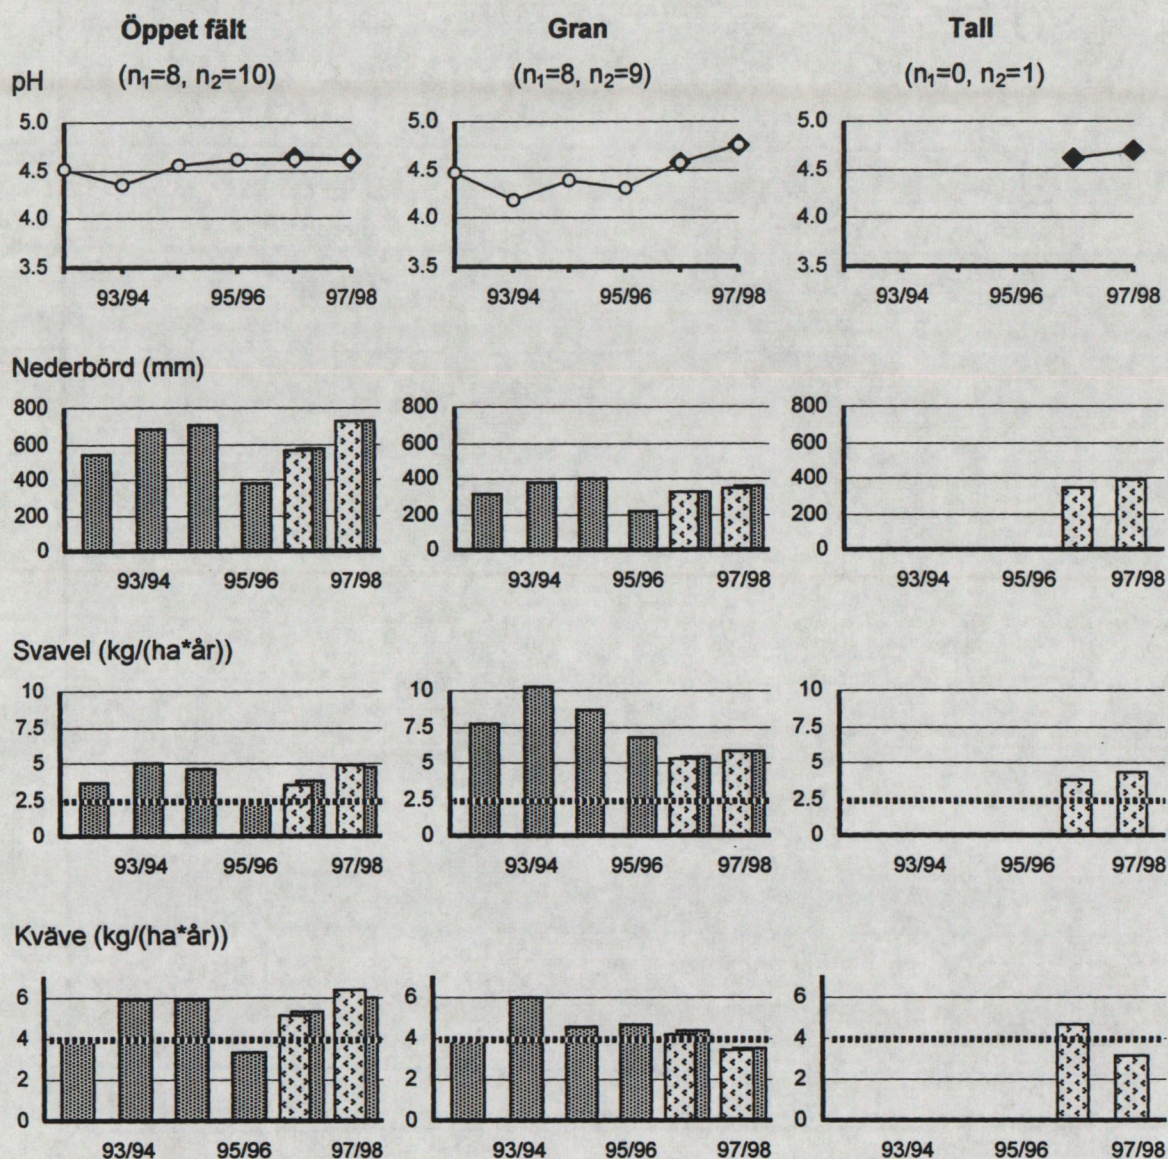 Öppet fält Gran Tall
(n₁=8, n₂=10) (n₁=8, n₂=9) (n₁=0, n₂=1)
pH
5.0 5.0 5.0
4.5 4.5 4.5
4.0 4.0 4.0
3.5 3.5 3.5
93/94 95/96 97/98 93/94 95/96 97/98 93/94 95/96 97/98
Nederbörd (mm)
800 800 800
600 600 600
400 400 400
200 200 200
0 0 0
93/94 95/96 97/98 93/94 95/96 97/98 93/94 95/96 97/98
Svavel (kg/(ha*år))
10 10 10
7.5 7.5 7.5
5 5 5
2.5 2.5 2.5
0 0 0
93/94 95/96 97/98 93/94 95/96 97/98 93/94 95/96 97/98
Kväve (kg/(ha*år))
6 6 6
4 4 4
2 2 2
0 0 0
93/94 95/96 97/98 93/94 95/96 97/98 93/94 95/96 97/98